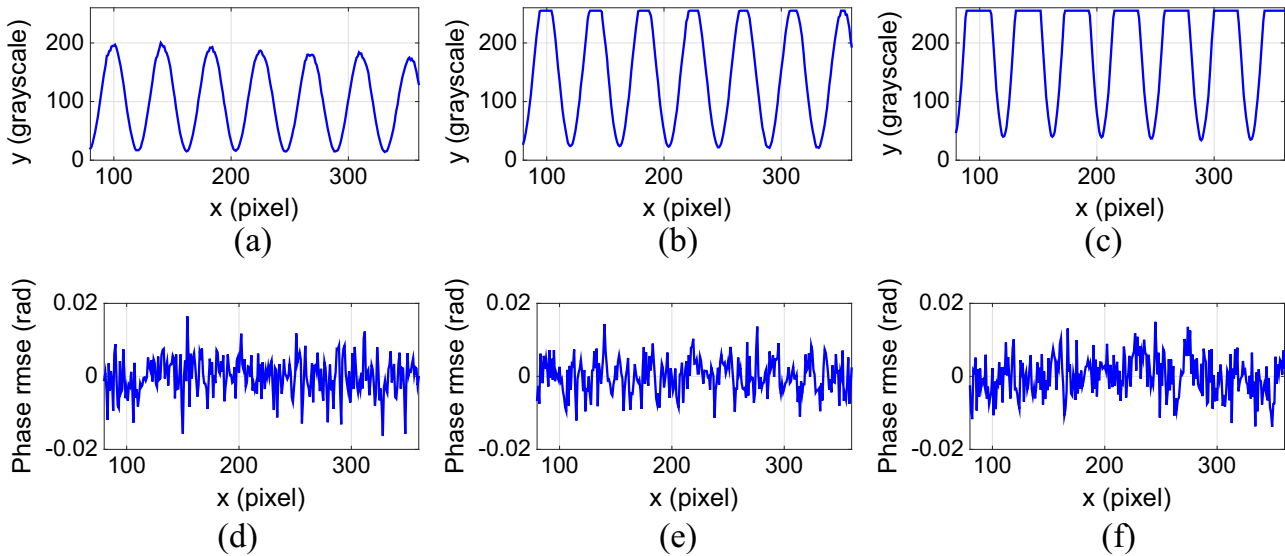 y (grayscale)
200
100
0
100 200 300
x (pixel)
(a)
y (grayscale)
200
100
0
100 200 300
x (pixel)
(b)
y (grayscale)
200
100
0
100 200 300
x (pixel)
(c)
Phase rmse (rad)
0.02
0
-0.02
100 200 300
x (pixel)
(d)
Phase rmse (rad)
0.02
0
-0.02
100 200 300
x (pixel)
(e)
Phase rmse (rad)
0.02
0
-0.02
100 200 300
x (pixel)
(f)